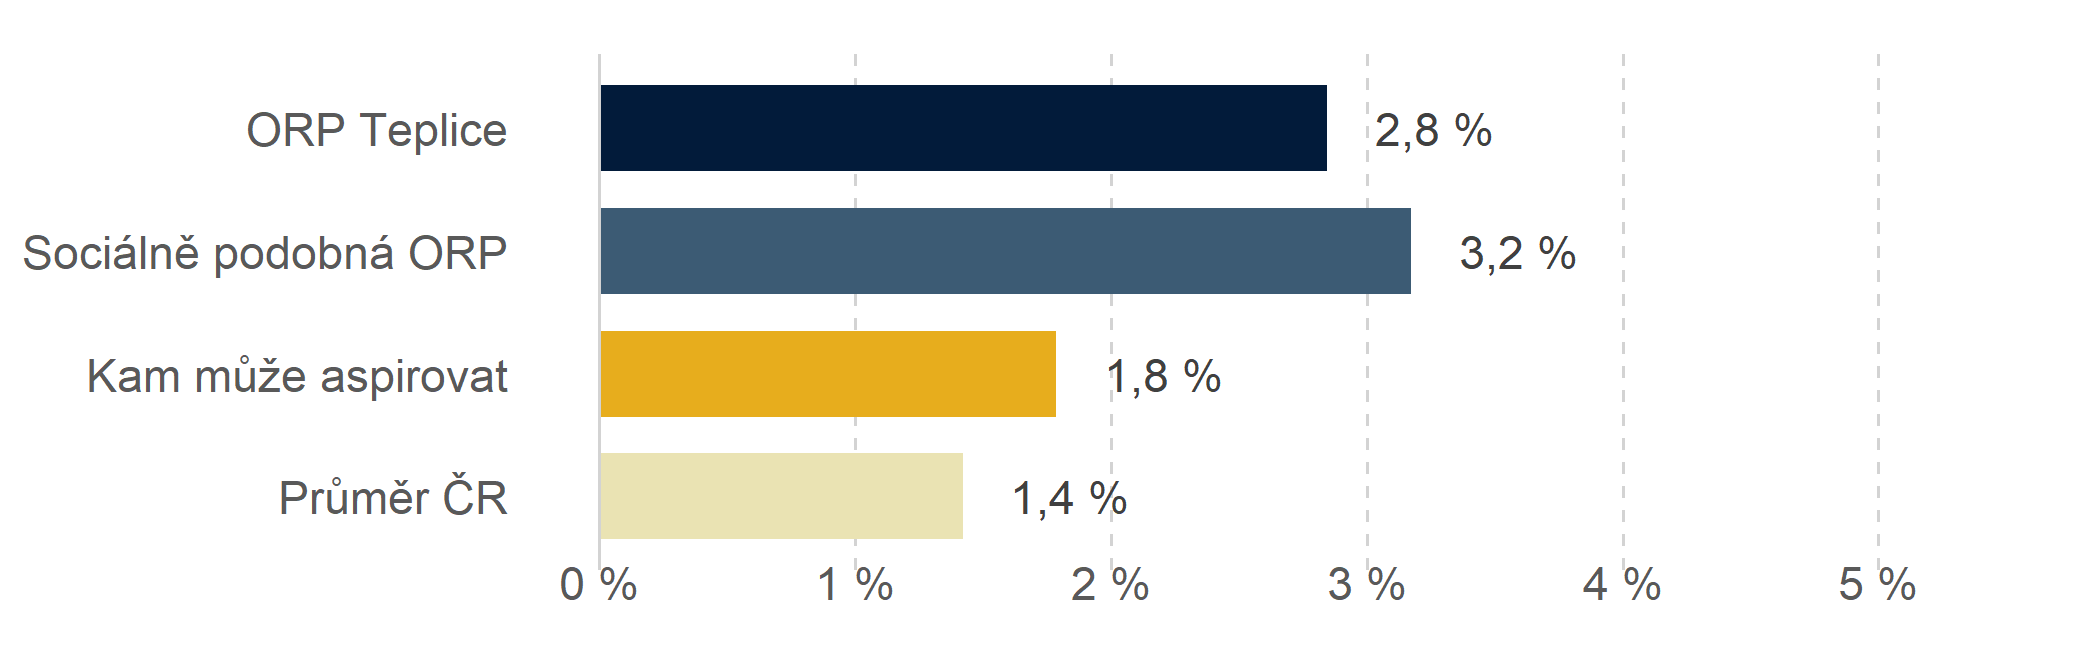 ORP Teplice 2,8 %
Sociálně podobná ORP 3,2 %
Kam může aspirovat 1,8 %
Průměr ČR 1,4 %
0 % 1 % 2 % 3 % 4 % 5 %